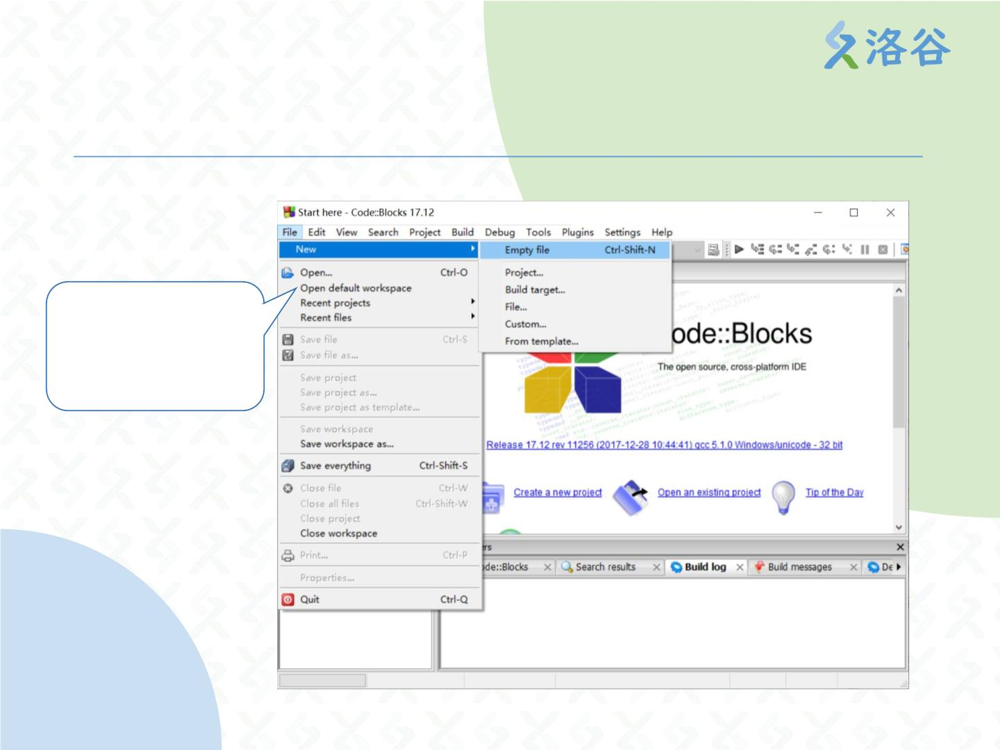 洛谷
Start here - Code::Blocks 17.12
File Edit View Search Project Build Debug Tools Plugins Settings Help
New
Empty file Ctrl-Shift-N
Project...
Build target...
File...
Custom...
From template...
Open... Ctrl-O
Open default workspace
Recent projects
Recent files
Save file Ctrl-S
Save file as...
Save project
Save project as...
Save project as template...
Save workspace
Save workspace as...
Save everything Ctrl-Shift-S
Close file Ctrl-W
Close all files Ctrl-Shift-W
Close project
Close workspace
Print... Ctrl-P
Properties...
Quit Ctrl-Q
ode::Blocks
The open source, cross-platform IDE
Release 17.12 rev 11256 (2017-12-28 10:44:41) gcc 5.1.0 Windows/unicode - 32 bit
Create a new project Open an existing project Tip of the Day
rs
ode::Blocks Search results Build log Build messages De